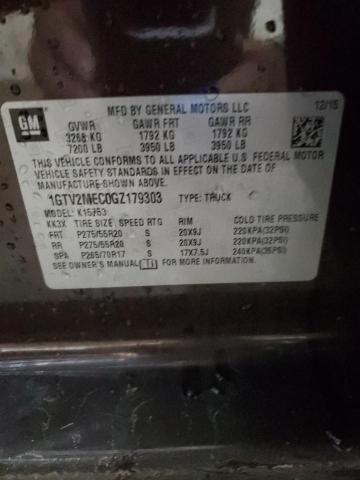 GM
MFD BY GENERAL MOTORS LLC
12/15
GVWR GAWR FRT GAWR RR
3266 KG 1792 KG 1792 KG
7200 LB 3950 LB 3950 LB
THIS VEHICLE CONFORMS TO ALL APPLICABLE U.S. FEDERAL MOTOR
VEHICLE SAFETY STANDARDS IN EFFECT ON THE DATE OF
MANUFACTURE SHOWN ABOVE.
1GTV2MEC0GZ179303 TYPE: TRUCK
MODEL: K15753
KK3X TIRE SIZE SPEED RTG RIM COLD TIRE PRESSURE
FRT P275/55R20 S 20X9J 220KPA(32PSI)
RR P275/55R20 S 20X9J 220KPA(32PSI)
SPA P265/70R17 S 17X7.5J 240KPA(35PSI)
SEE OWNER'S MANUAL FOR MORE INFORMATION.